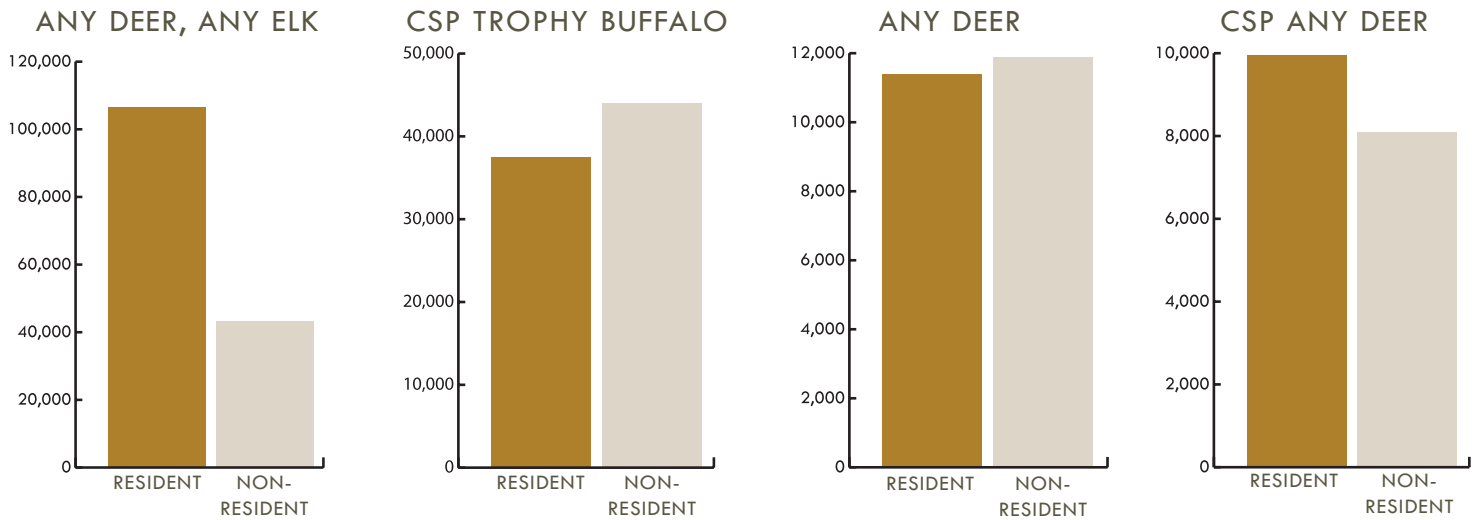 ANY DEER, ANY ELK
120,000
100,000
80,000
60,000
40,000
20,000
0
RESIDENT
NON-
RESIDENT
CSP TROPHY BUFFALO
50,000
40,000
30,000
20,000
10,000
0
RESIDENT
NON-
RESIDENT
ANY DEER
12,000
10,000
8,000
6,000
4,000
2,000
0
RESIDENT
NON-
RESIDENT
CSP ANY DEER
10,000
8,000
6,000
4,000
2,000
0
RESIDENT
NON-
RESIDENT